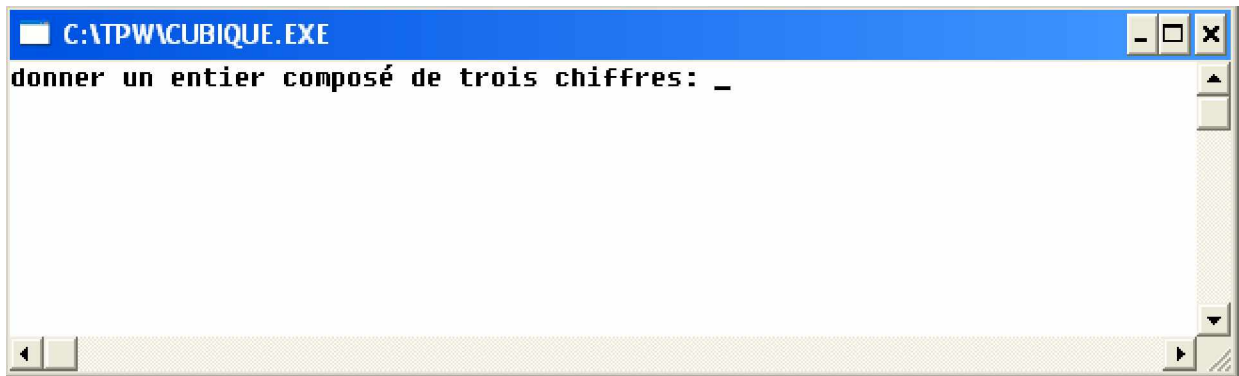 C:\TPW\CUBIQUE.EXE
donner un entier composé de trois chiffres: _